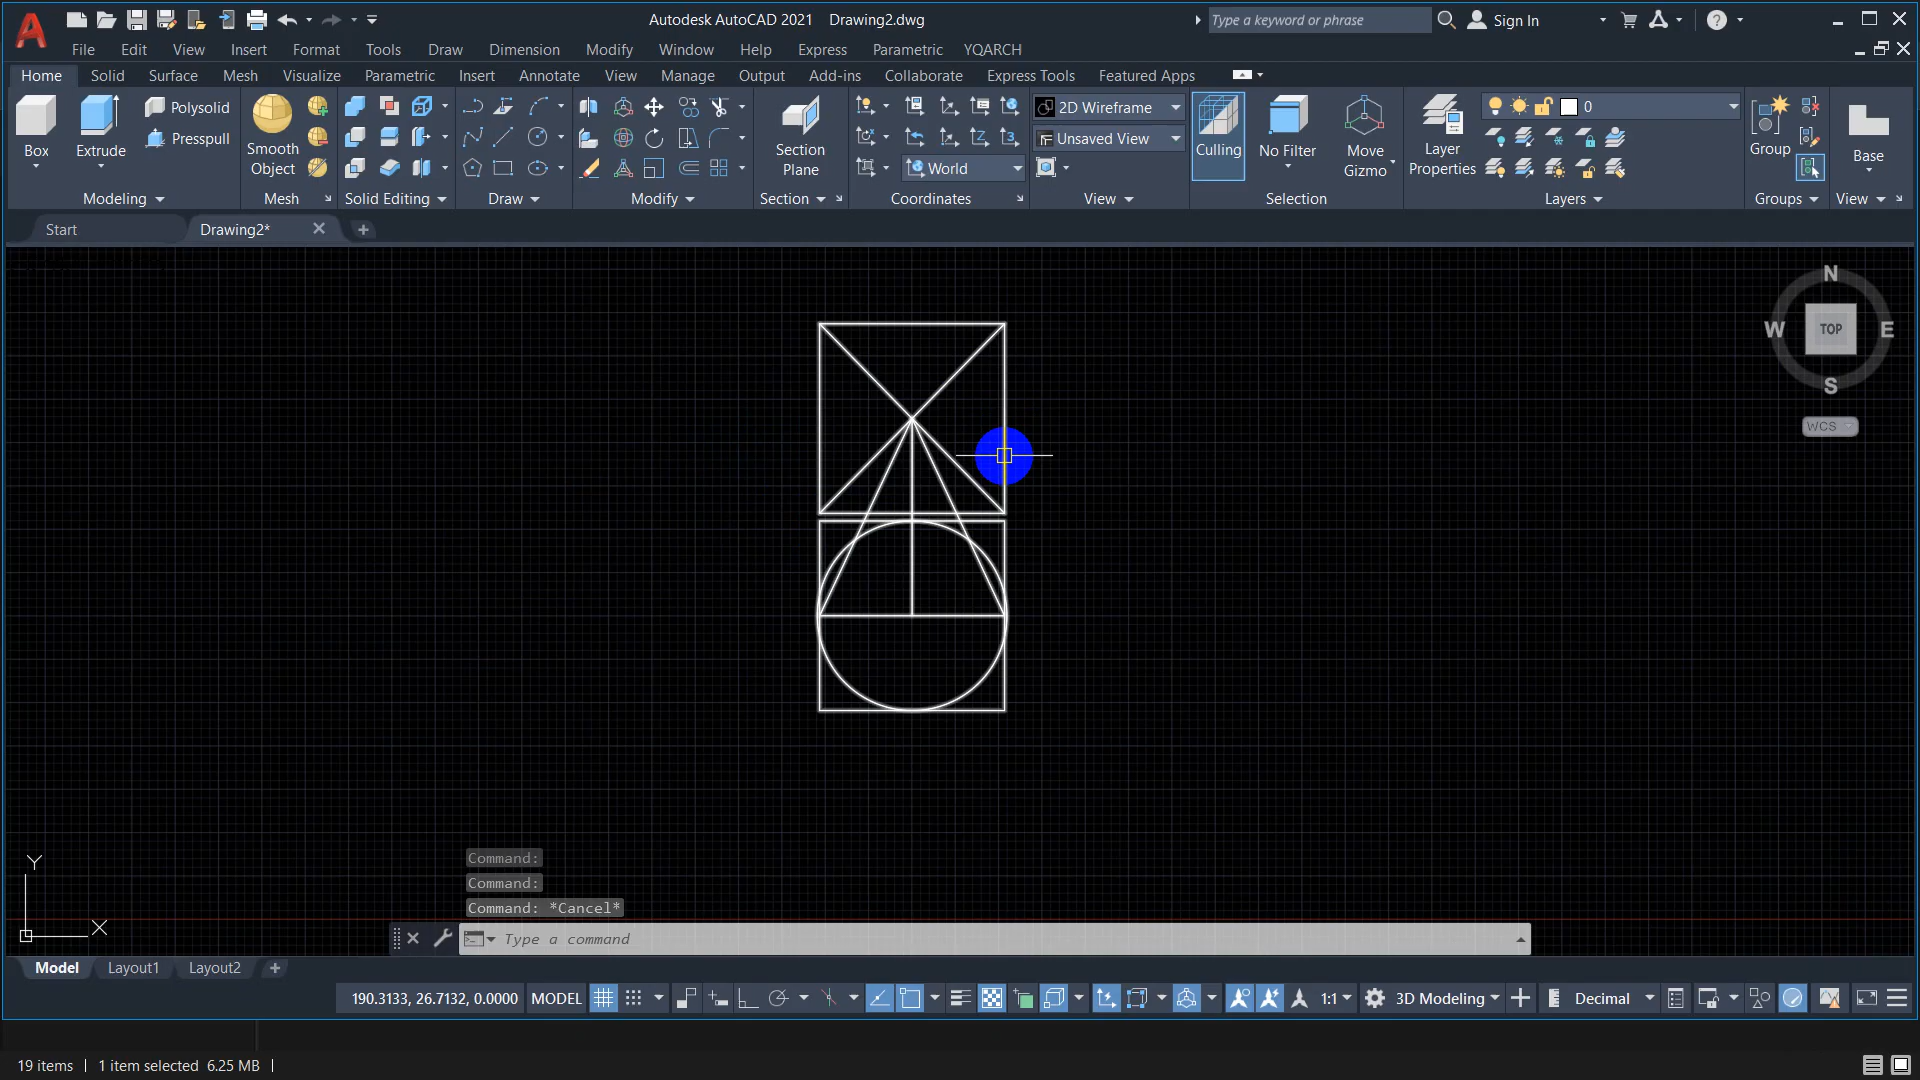 Autodesk AutoCAD 2021 Drawing2.dwg
Type a keyword or phrase
Sign In
File Edit View Insert Format Tools Draw Dimension Modify Window Help Express Parametric YQARCH
Home Solid Surface Mesh Visualize Parametric Insert Annotate View Manage Output Add-ins Collaborate Express Tools Featured Apps
Box
Extrude
Polysolid
Presspull
Modeling
Smooth
Object
Mesh
Solid Editing
Draw
Modify
Section
Plane
Section
World
Coordinates
2D Wireframe
Unsaved View
View
Culling
No Filter
Move
Gizmo
Selection
Layer
Properties
0
Layers
Group
Groups
Base
View
Start
Drawing2*
N
W TOP E
S
WCS
Y
X
Command:
Command:
Command: *Cancel*
Type a command
Model Layout1 Layout2
190.3133, 26.7132, 0.0000 MODEL 1:1 3D Modeling Decimal
19 items 1 item selected 6.25 MB